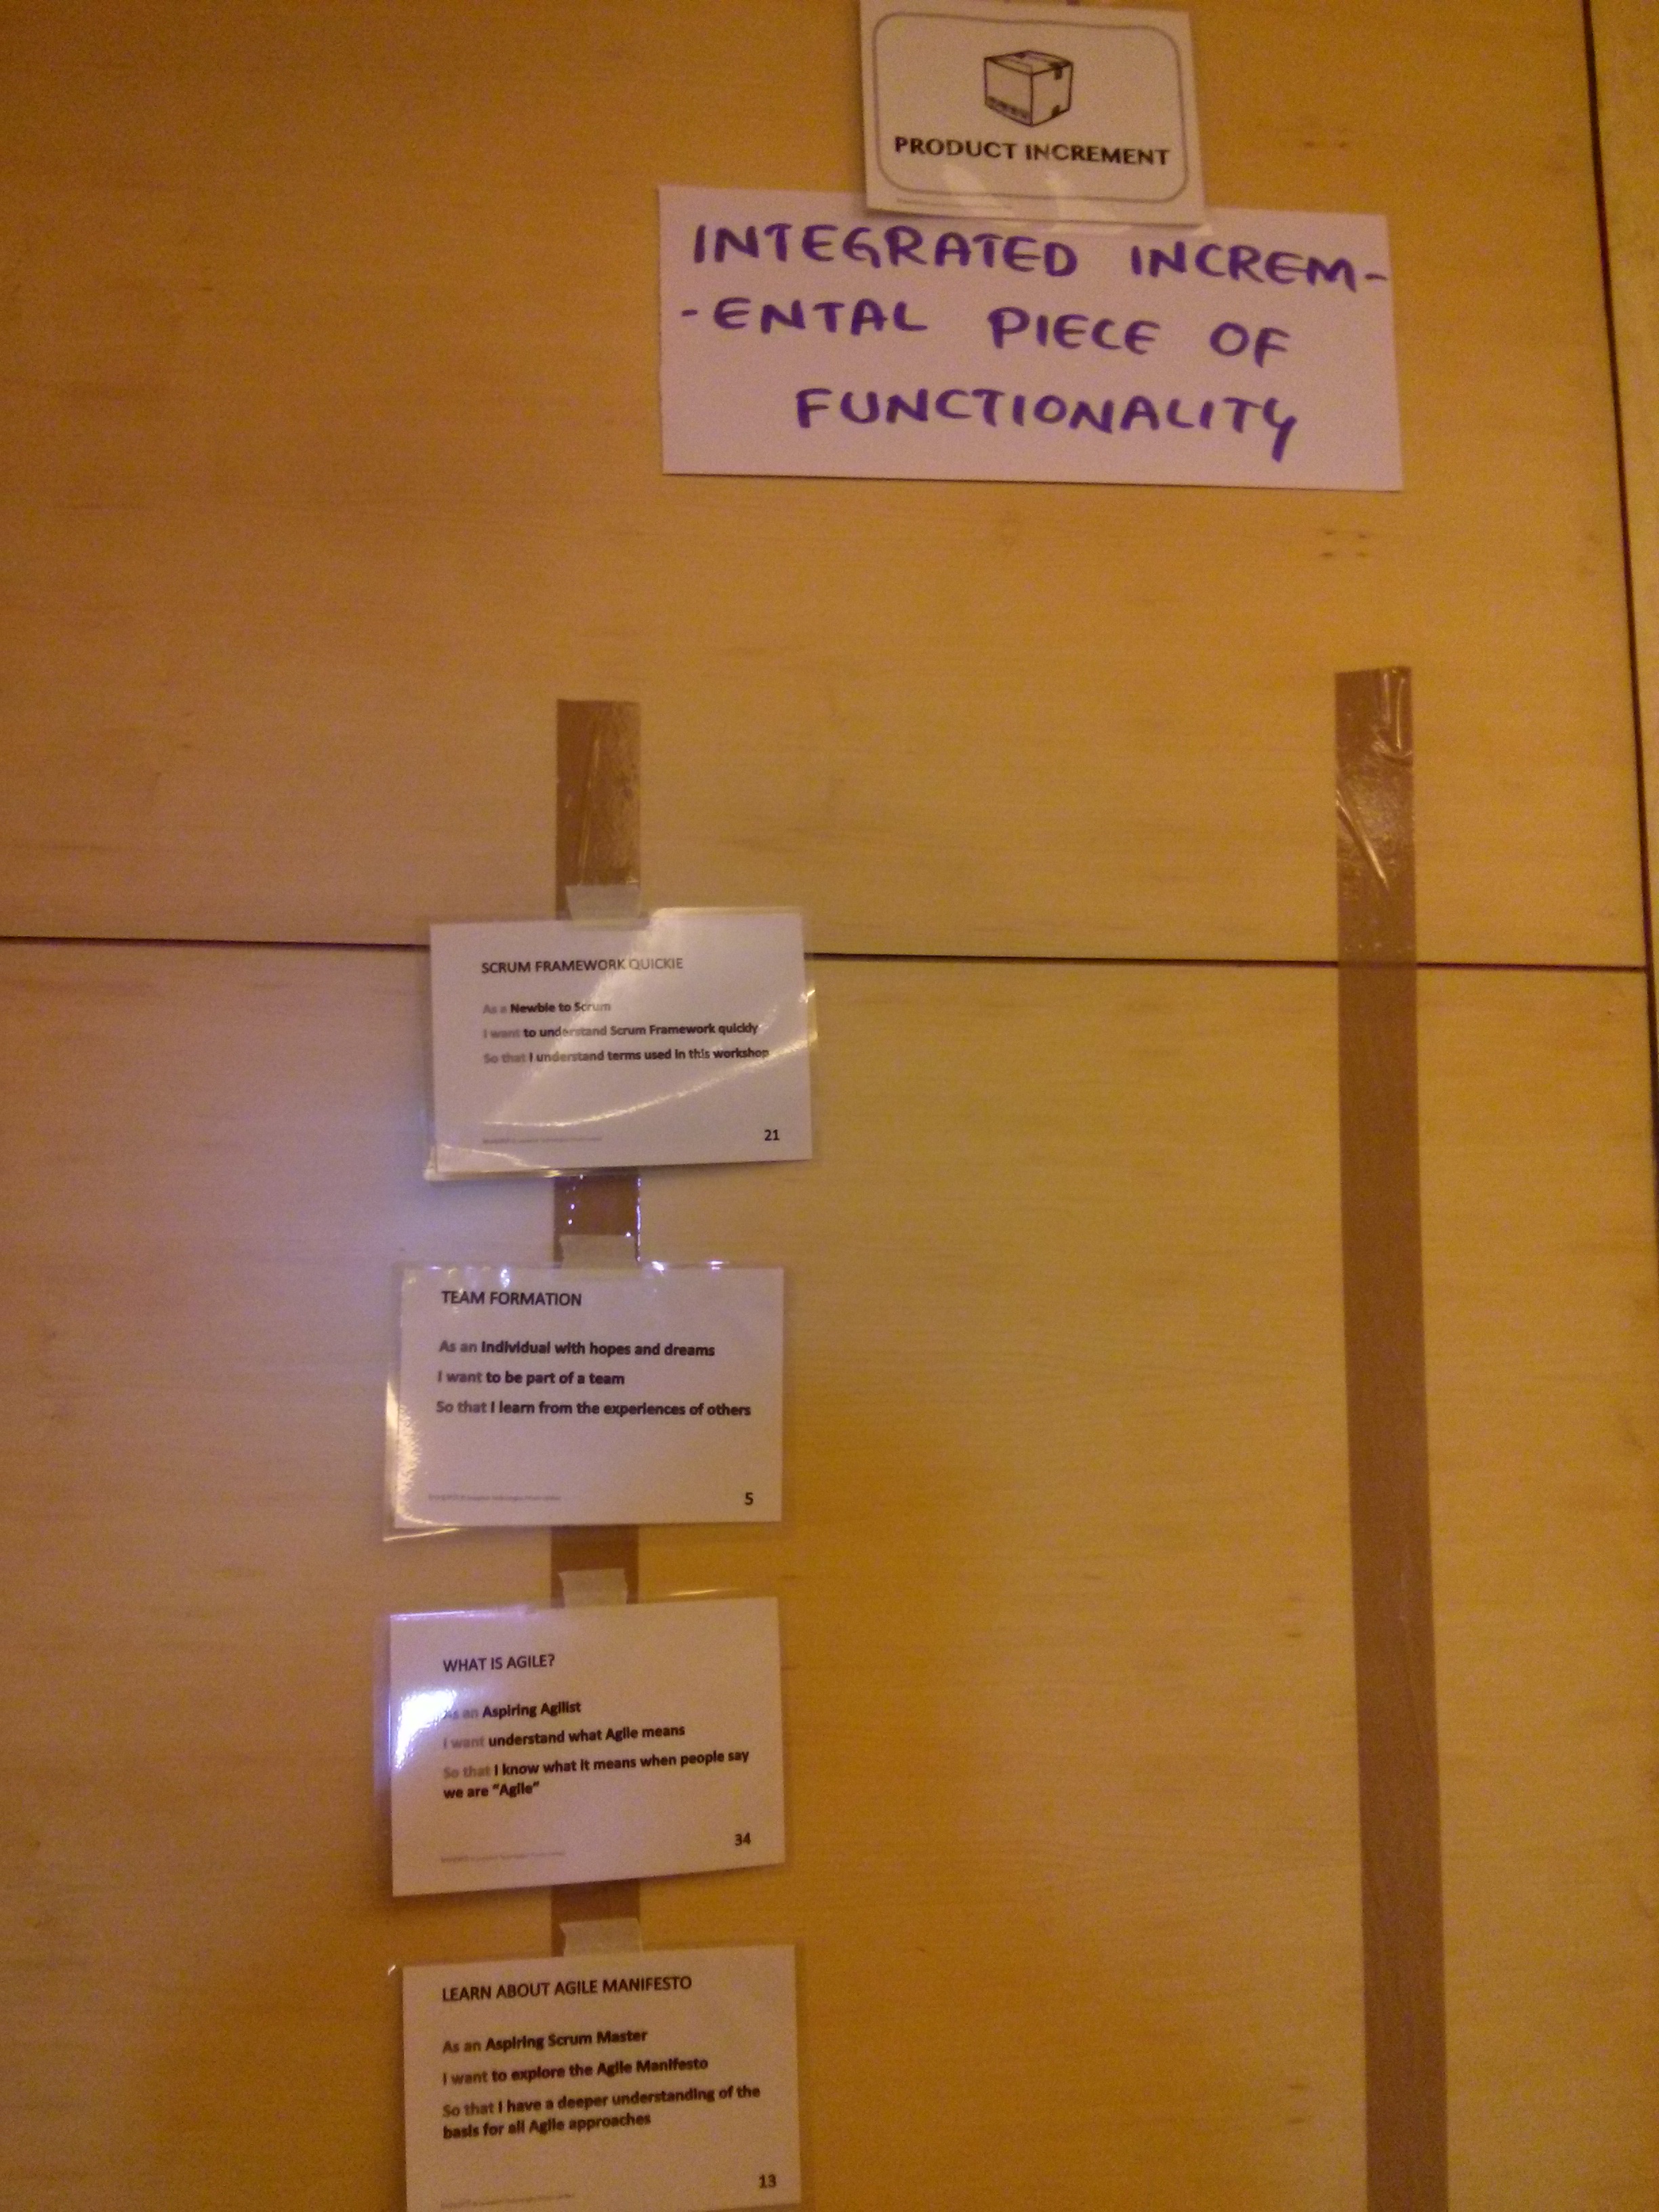 PRODUCT INCREMENT
INTEGRATED INCREM-
-ENTAL PIECE OF
FUNCTIONALITY
SCRUM FRAMEWORK QUICKIE
As a Newbie to Scrum
I want to understand Scrum Framework quickly
So that I understand terms used in this workshop
21
TEAM FORMATION
As an Individual with hopes and dreams
I want to be part of a team
So that I learn from the experiences of others
5
WHAT IS AGILE?
As an Aspiring Agilist
I want understand what Agile means
So that I know what it means when people say
we are "Agile"
34
LEARN ABOUT AGILE MANIFESTO
As an Aspiring Scrum Master
I want to explore the Agile Manifesto
So that I have a deeper understanding of the
basis for all Agile approaches
13